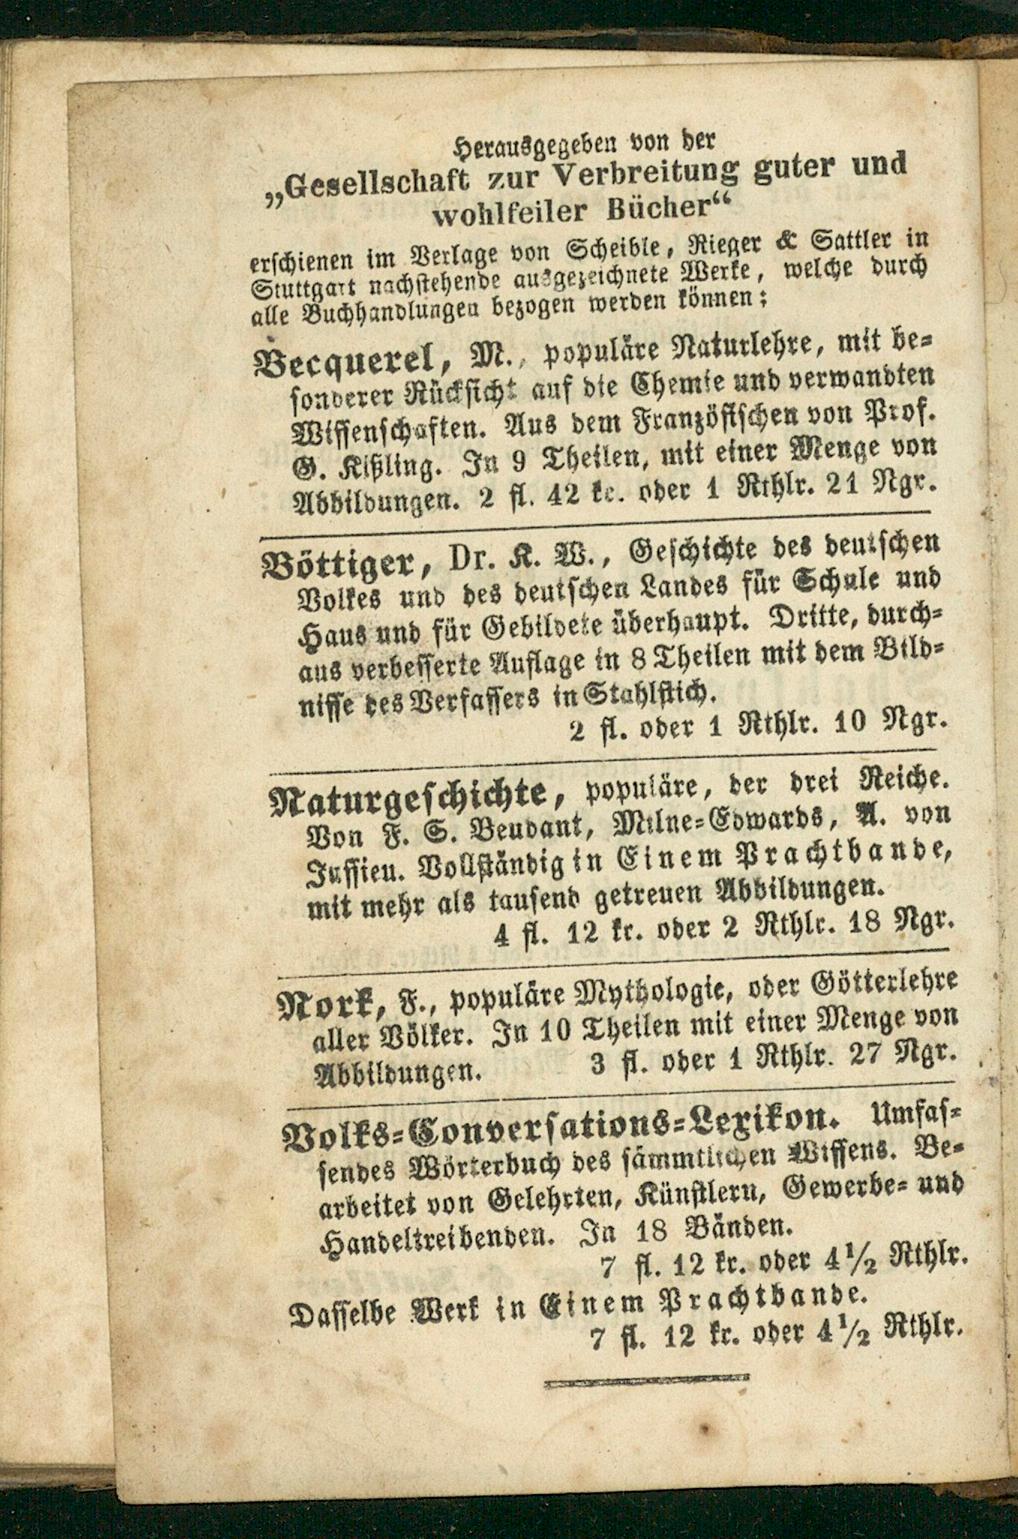 Herausgegeben von der
„Gesellschaft zur Verbreitung guter und
wohlfeiler Bücher“
erschienen im Verlage von Scheible, Rieger & Sattler in
Stuttgart nachstehende ausgezeichnete Werke, welche durch
alle Buchhandlungen bezogen werden können:
Becquerel, M., populäre Naturlehre, mit be-
sonderer Rücksicht auf die Chemie und verwandten
Wissenschaften. Aus dem Französischen von Prof.
G. Kißling. In 9 Theilen, mit einer Menge von
Abbildungen. 2 fl. 42 kr. oder 1 Rthlr. 21 Ngr.
Böttiger, Dr. K. W., Geschichte des deutschen
Volkes und des deutschen Landes für Schule und
Haus und für Gebildete überhaupt. Dritte, durch-
aus verbesserte Auflage in 8 Theilen mit dem Bild-
nisse des Verfassers in Stahlstich.
2 fl. oder 1 Rthlr. 10 Ngr.
Naturgeschichte, populäre, der drei Reiche.
Von F. S. Beudant, Milne-Edwards, A. von
Jussieu. Vollständig in Einem Prachtbande,
mit mehr als tausend getreuen Abbildungen.
4 fl. 12 kr. oder 2 Rthlr. 18 Ngr.
Nork, F., populäre Mythologie, oder Götterlehre
aller Völker. In 10 Theilen mit einer Menge von
Abbildungen. 3 fl. oder 1 Rthlr. 27 Ngr.
Volks-Conversations-Lexikon. Umfas-
sendes Wörterbuch des sämmtlichen Wissens. Be-
arbeitet von Gelehrten, Künstlern, Gewerbe- und
Handeltreibenden. In 18 Bänden.
7 fl. 12 kr. oder 4½ Rthlr.
Dasselbe Werk in Einem Prachtbande.
7 fl. 12 kr. oder 4½ Rthlr.